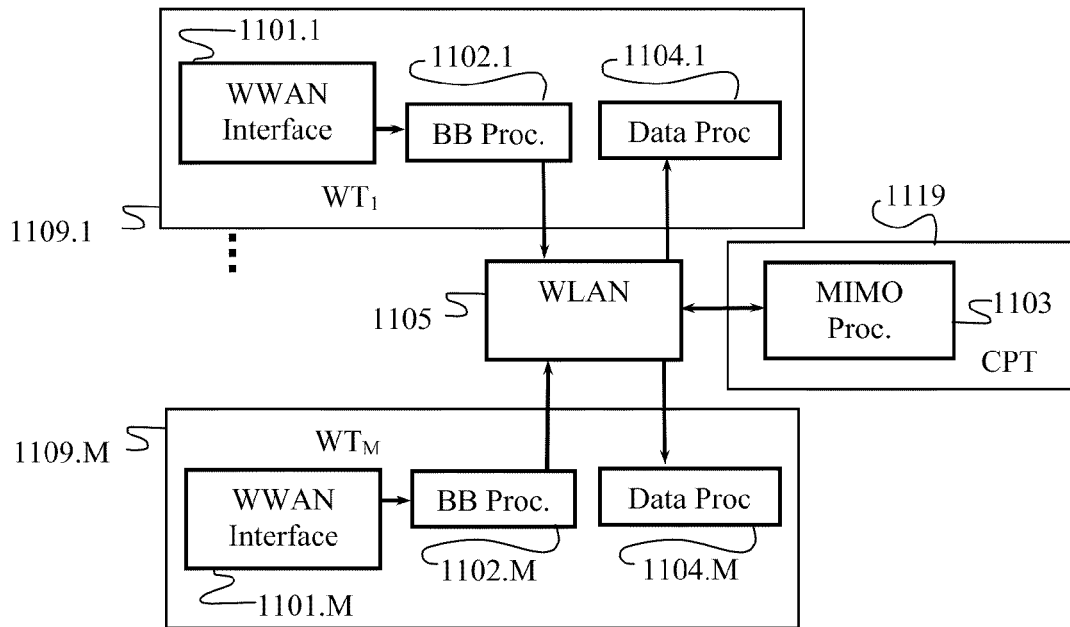 1101.1
1102.1
1104.1
WWAN
Interface
BB Proc.
Data Proc
WT1
1109.1
1119
WLAN
MIMO
Proc.
1105
1103
CPT
1109.M
WTM
WWAN
Interface
BB Proc.
Data Proc
1102.M
1104.M
1101.M